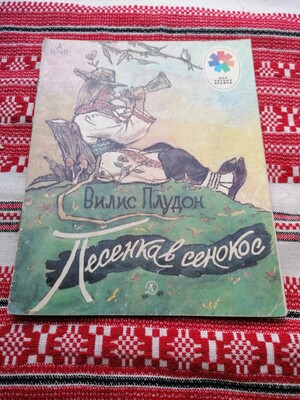 Вилис Плудон
Песенка в сенокос